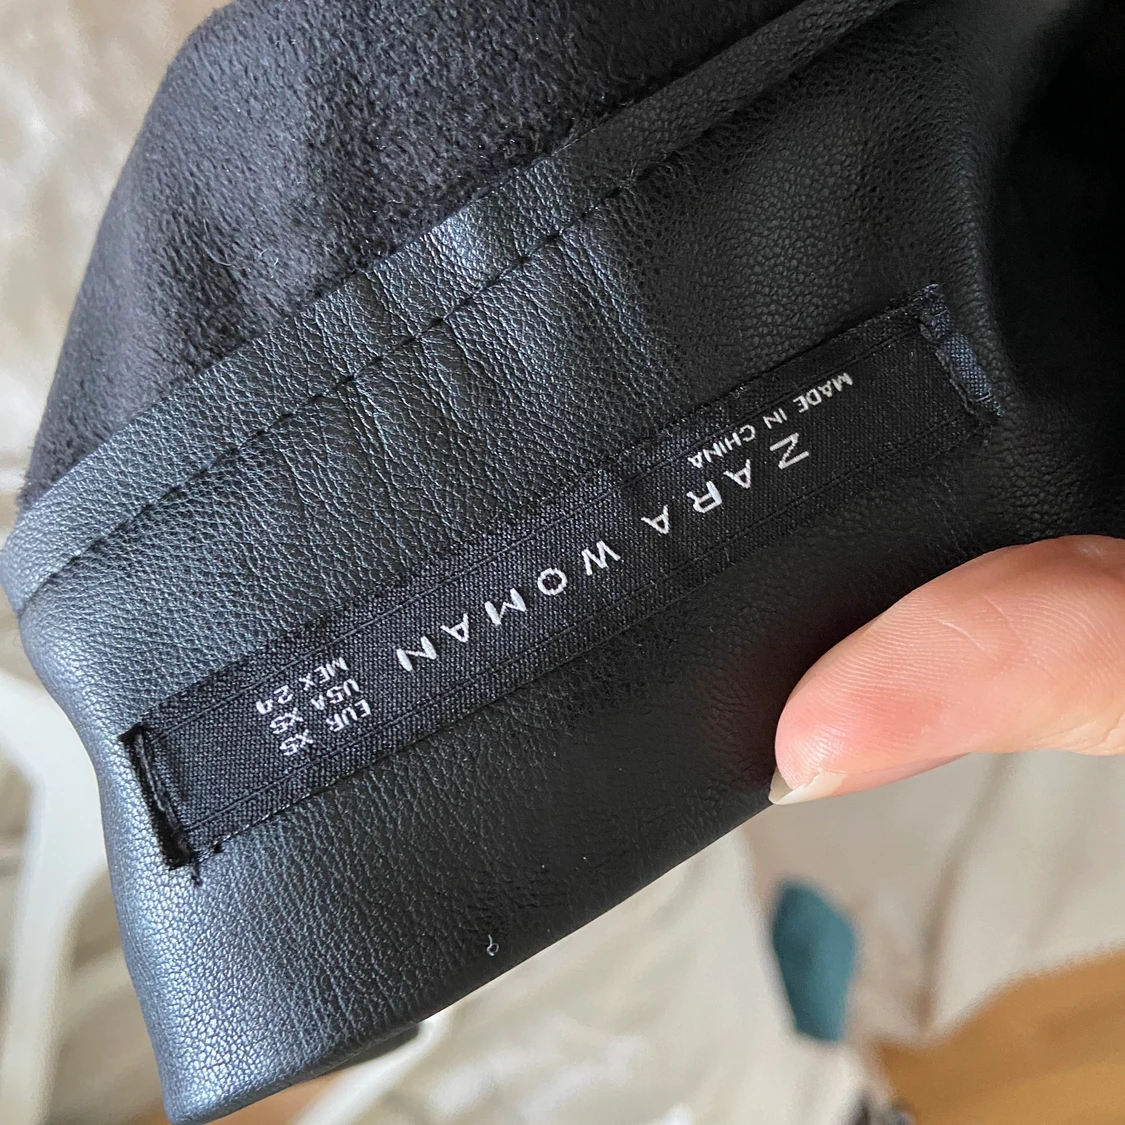 ZARA WOMAN
MADE IN CHINA
EUR XS
USA XS
MEX 24